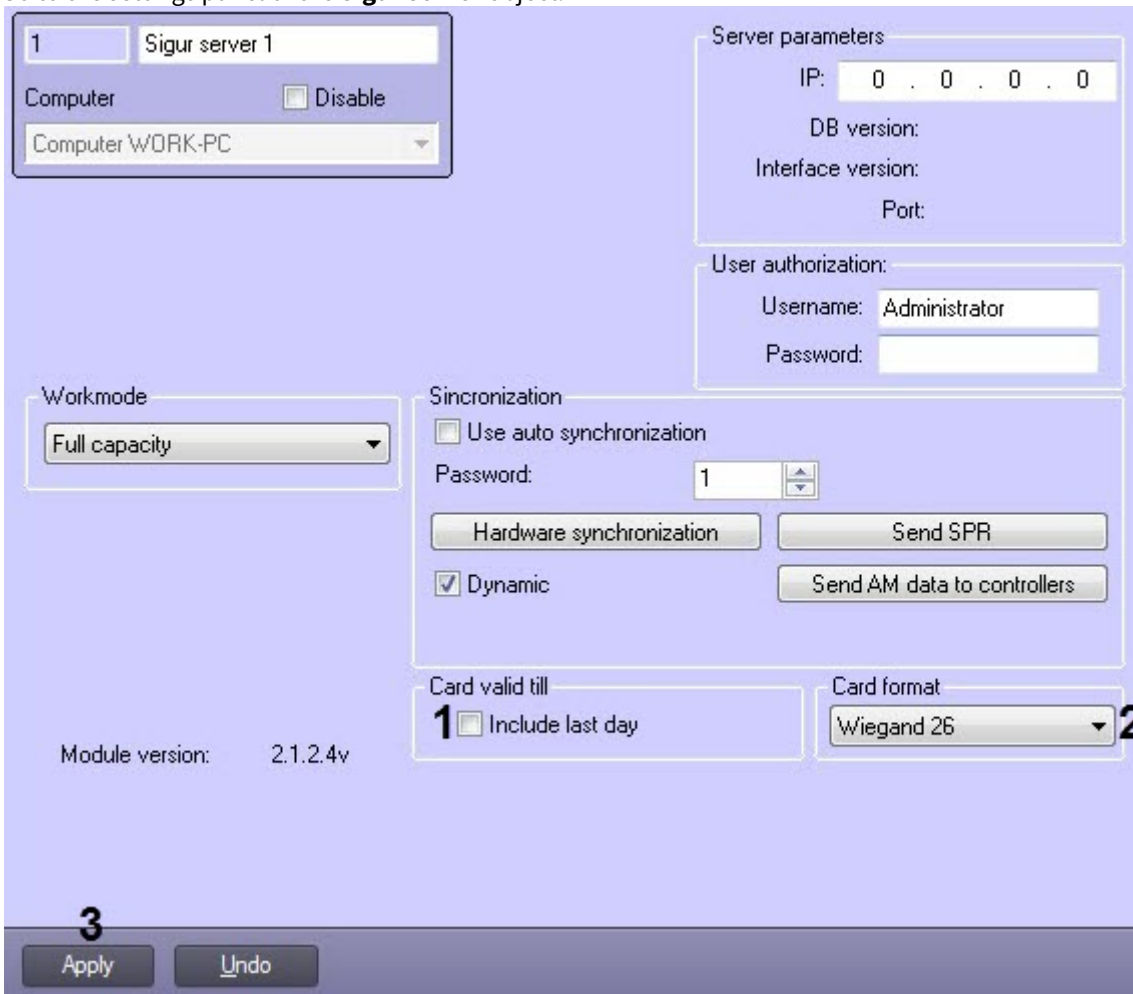 1 Sigur server 1
Computer Disable
Computer WORK-PC
Server parameters
IP: 0 . 0 . 0 . 0
DB version:
Interface version:
Port:
User authorization:
Username: Administrator
Password:
Workmode
Full capacity
Sincronization
Use auto synchronization
Password: 1
Hardware synchronization Send SPR
Dynamic Send AM data to controllers
Card valid till
1 Include last day
Card format
Wiegand 26 2
Module version: 2.1.2.4v
3
Apply Undo